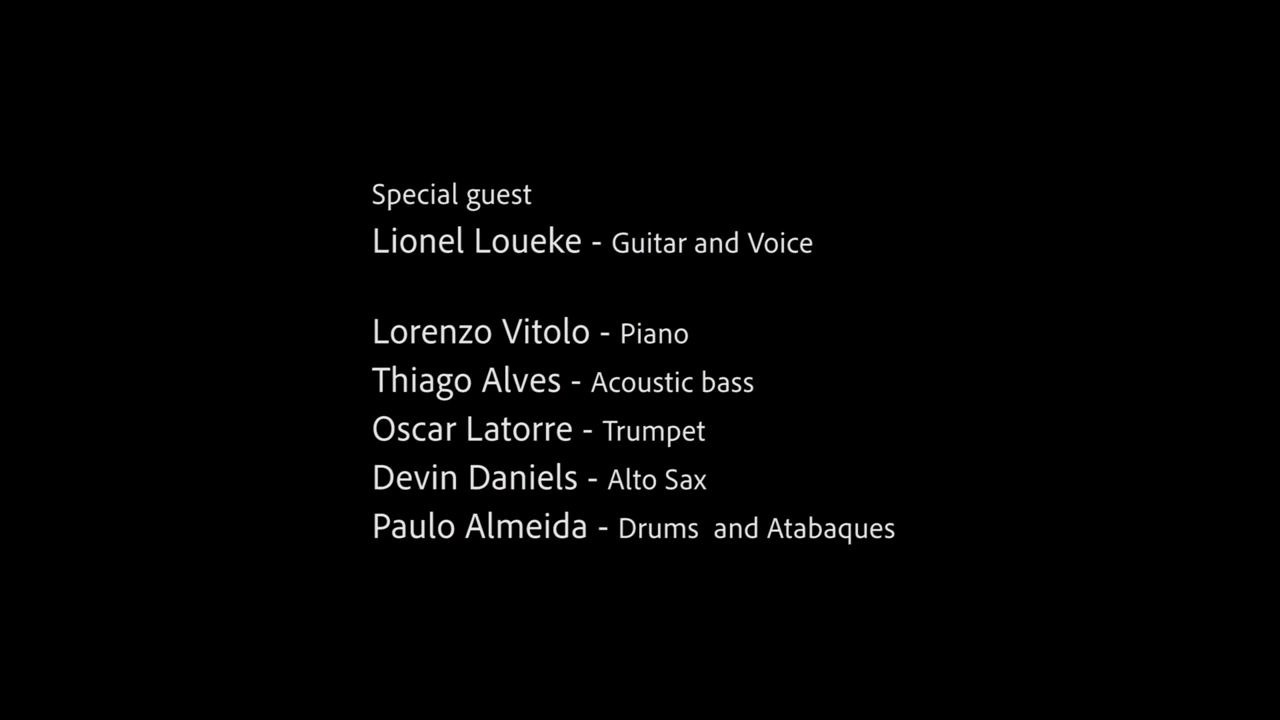 Special guest
Lionel Loueke - Guitar and Voice
Lorenzo Vitolo - Piano
Thiago Alves - Acoustic bass
Oscar Latorre - Trumpet
Devin Daniels - Alto Sax
Paulo Almeida - Drums  and Atabaques